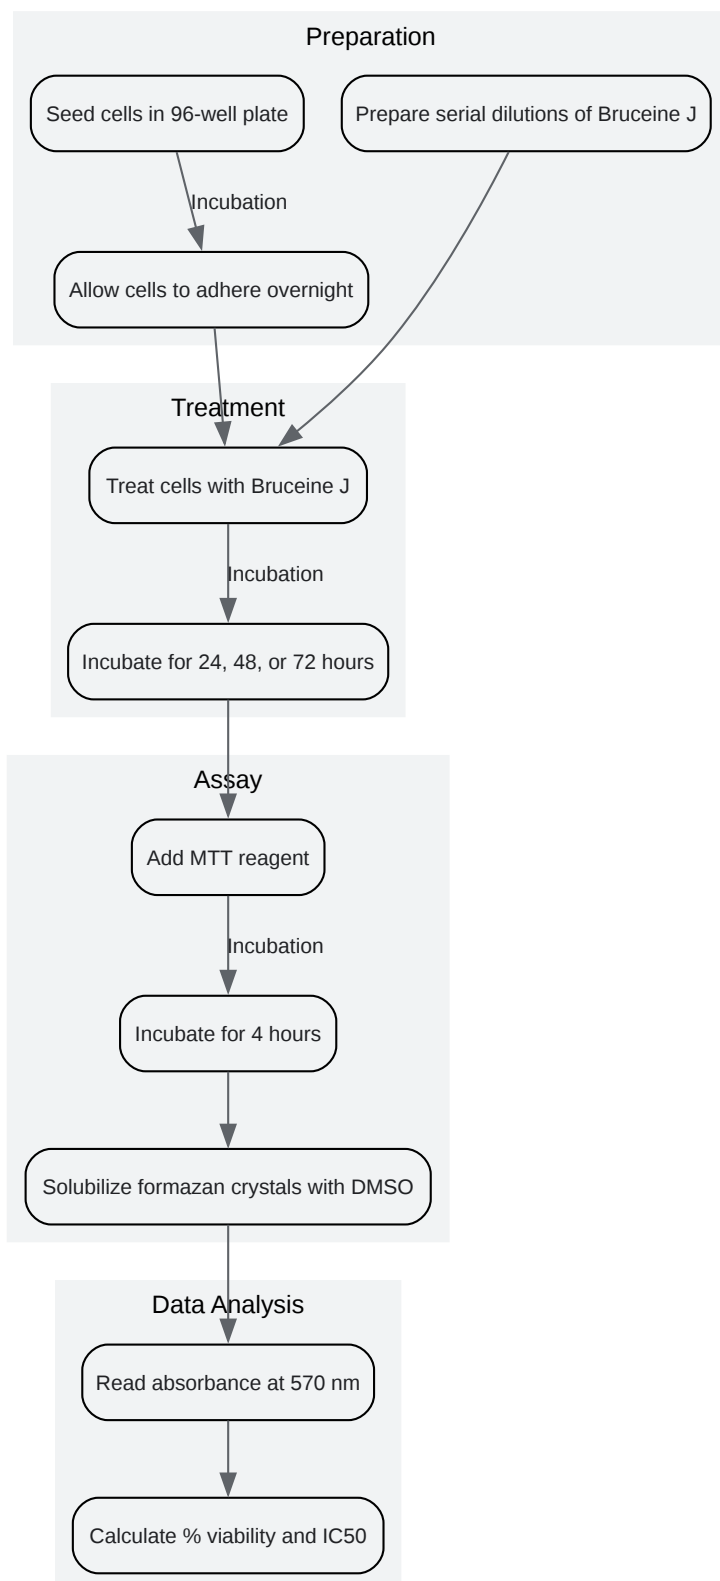 Preparation
Seed cells in 96-well plate
Prepare serial dilutions of Bruceine J
Incubation
Allow cells to adhere overnight
Treatment
Treat cells with Bruceine J
Incubation
Incubate for 24, 48, or 72 hours
Assay
Add MTT reagent
Incubation
Incubate for 4 hours
Solubilize formazan crystals with DMSO
Data Analysis
Read absorbance at 570 nm
Calculate % viability and IC50